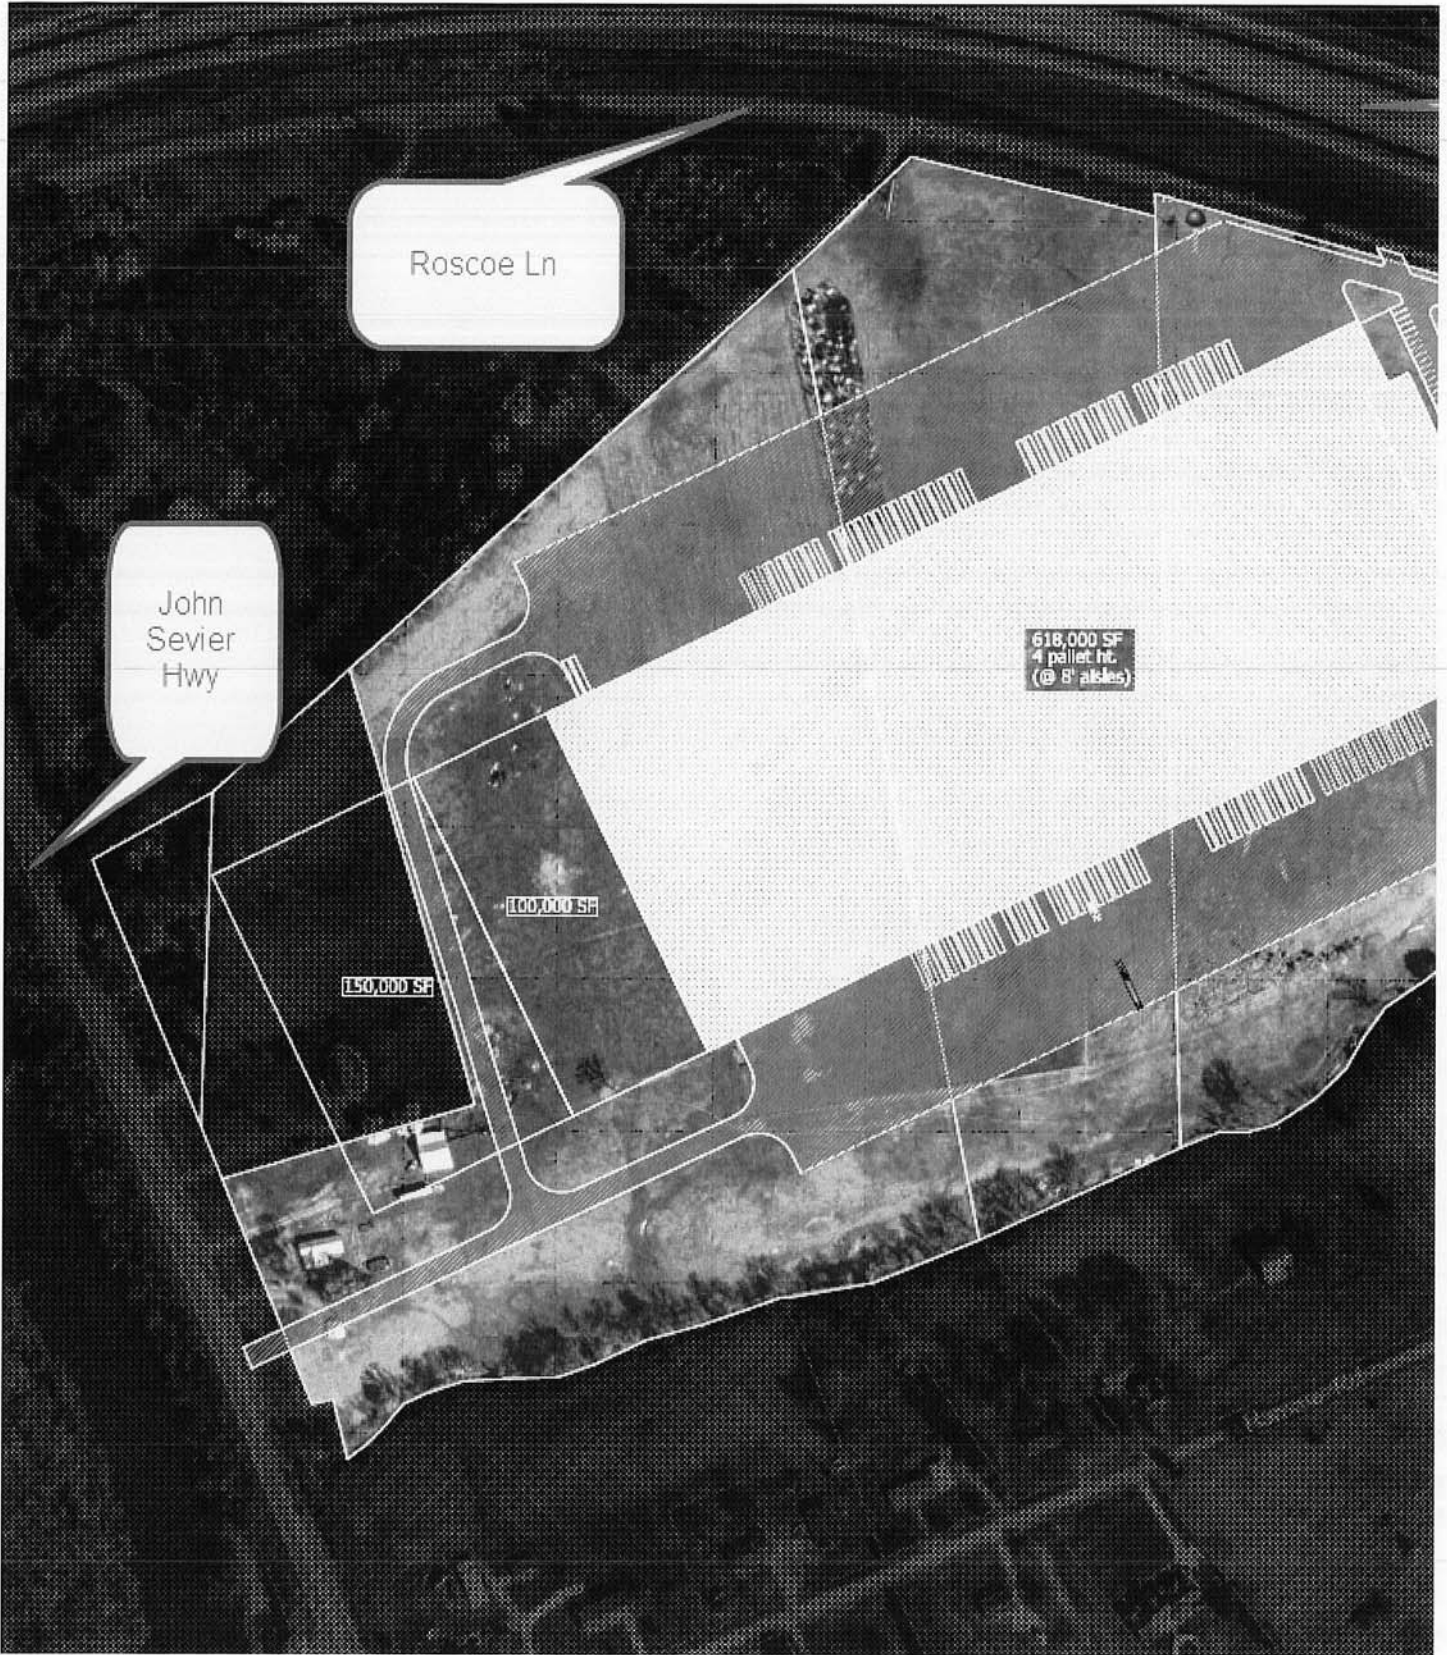 Roscoe Ln
John
Sevier
Hwy
618,000 SF
4 pallet ht.
(@ 8' aisles)
100,000 SF
150,000 SF